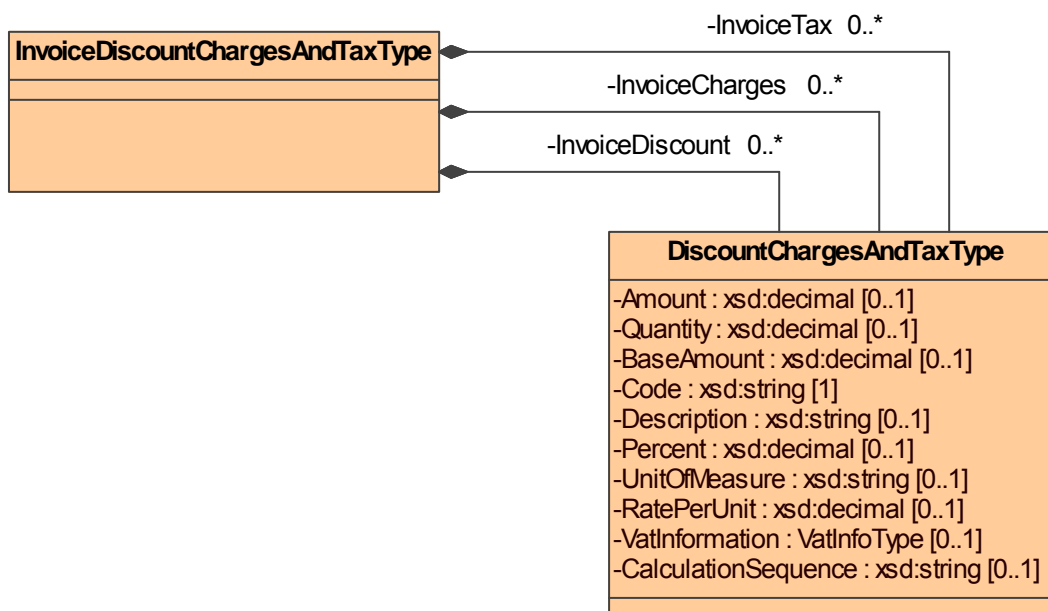 -InvoiceTax 0..*
InvoiceDiscountChargesAndTaxType
-InvoiceCharges 0..*
-InvoiceDiscount 0..*
DiscountChargesAndTaxType
-Amount : xsd:decimal [0..1]
-Quantity : xsd:decimal [0..1]
-BaseAmount : xsd:decimal [0..1]
-Code : xsd:string [1]
-Description : xsd:string [0..1]
-Percent : xsd:decimal [0..1]
-UnitOfMeasure : xsd:string [0..1]
-RatePerUnit : xsd:decimal [0..1]
-VatInformation : VatInfoType [0..1]
-CalculationSequence : xsd:string [0..1]